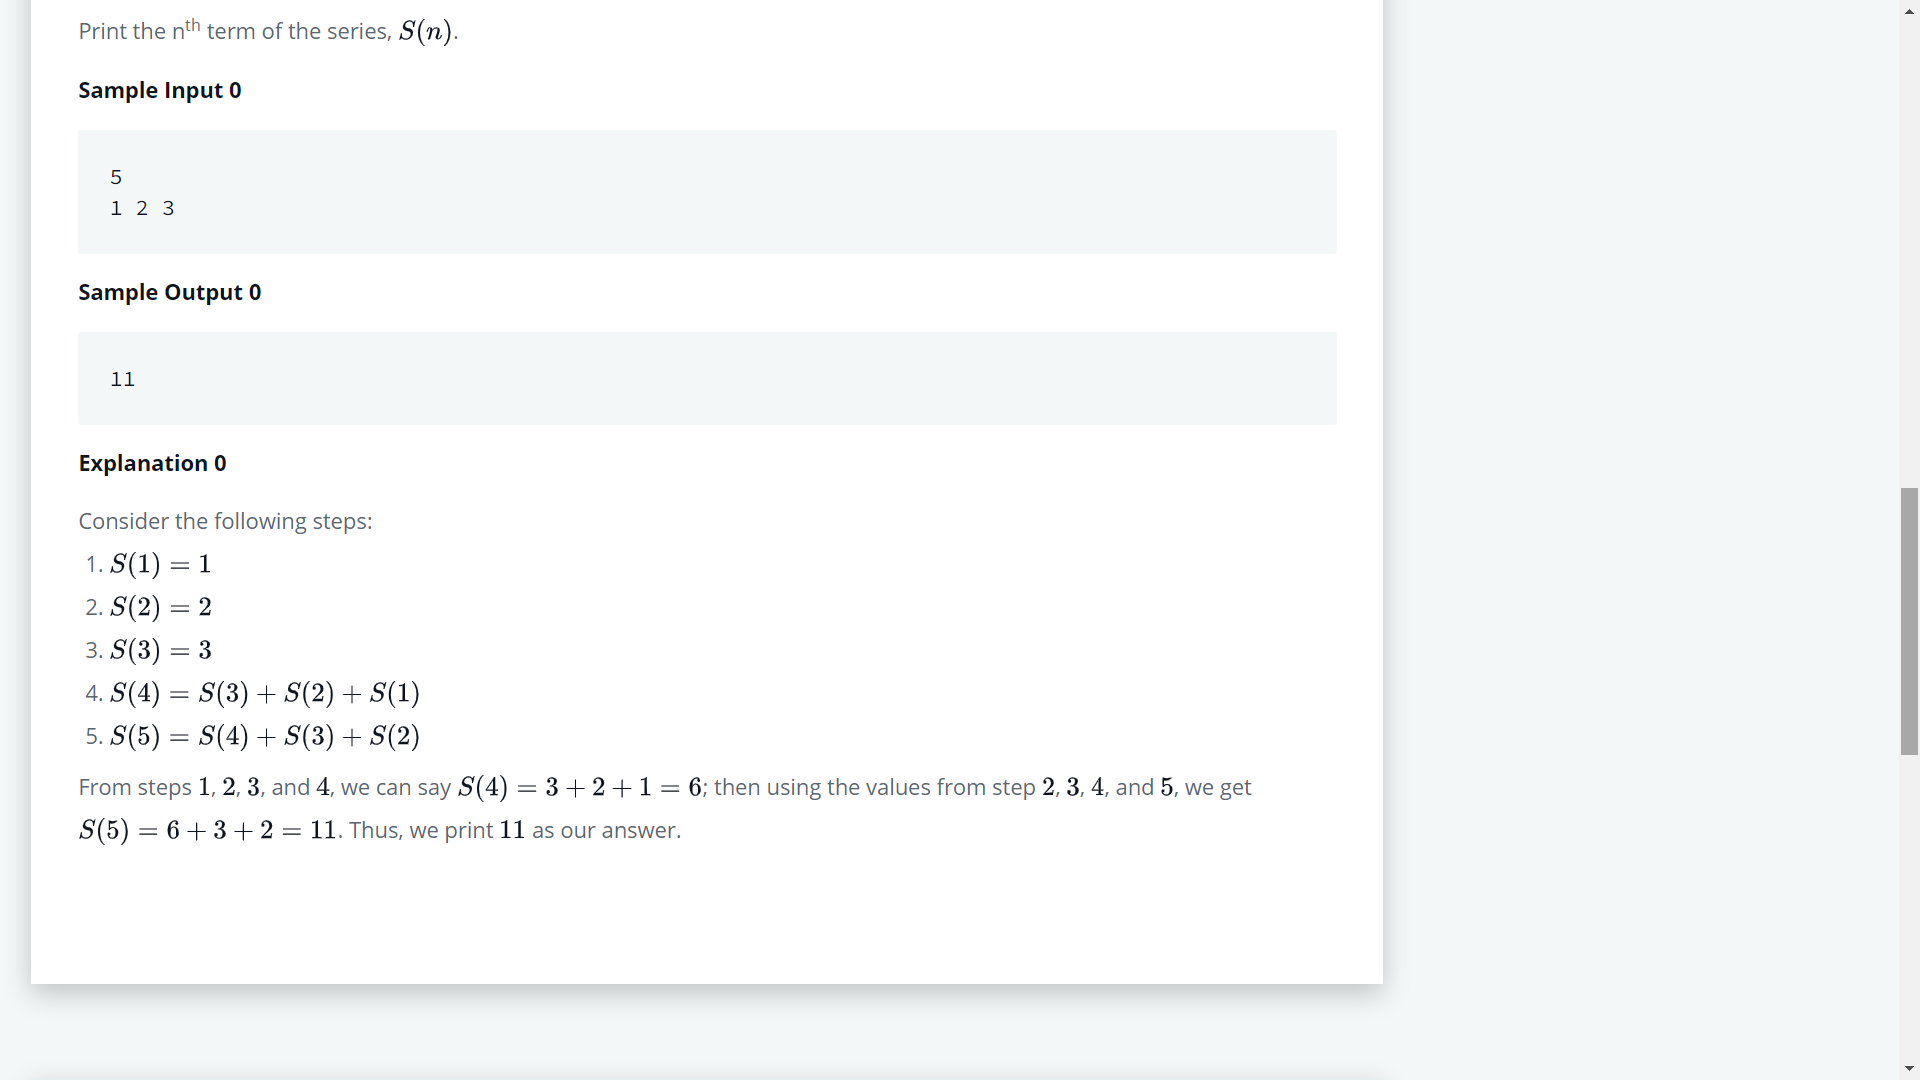 Print the nth term of the series, S(n).
Sample Input 0
5
1 2 3
Sample Output 0
11
Explanation 0
Consider the following steps:
1. S(1) = 1
2. S(2) = 2
3. S(3) = 3
4. S(4) = S(3) + S(2) + S(1)
5. S(5) = S(4) + S(3) + S(2)
From steps 1, 2, 3, and 4, we can say S(4) = 3 + 2 + 1 = 6; then using the values from step 2, 3, 4, and 5, we get
S(5) = 6 + 3 + 2 = 11. Thus, we print 11 as our answer.